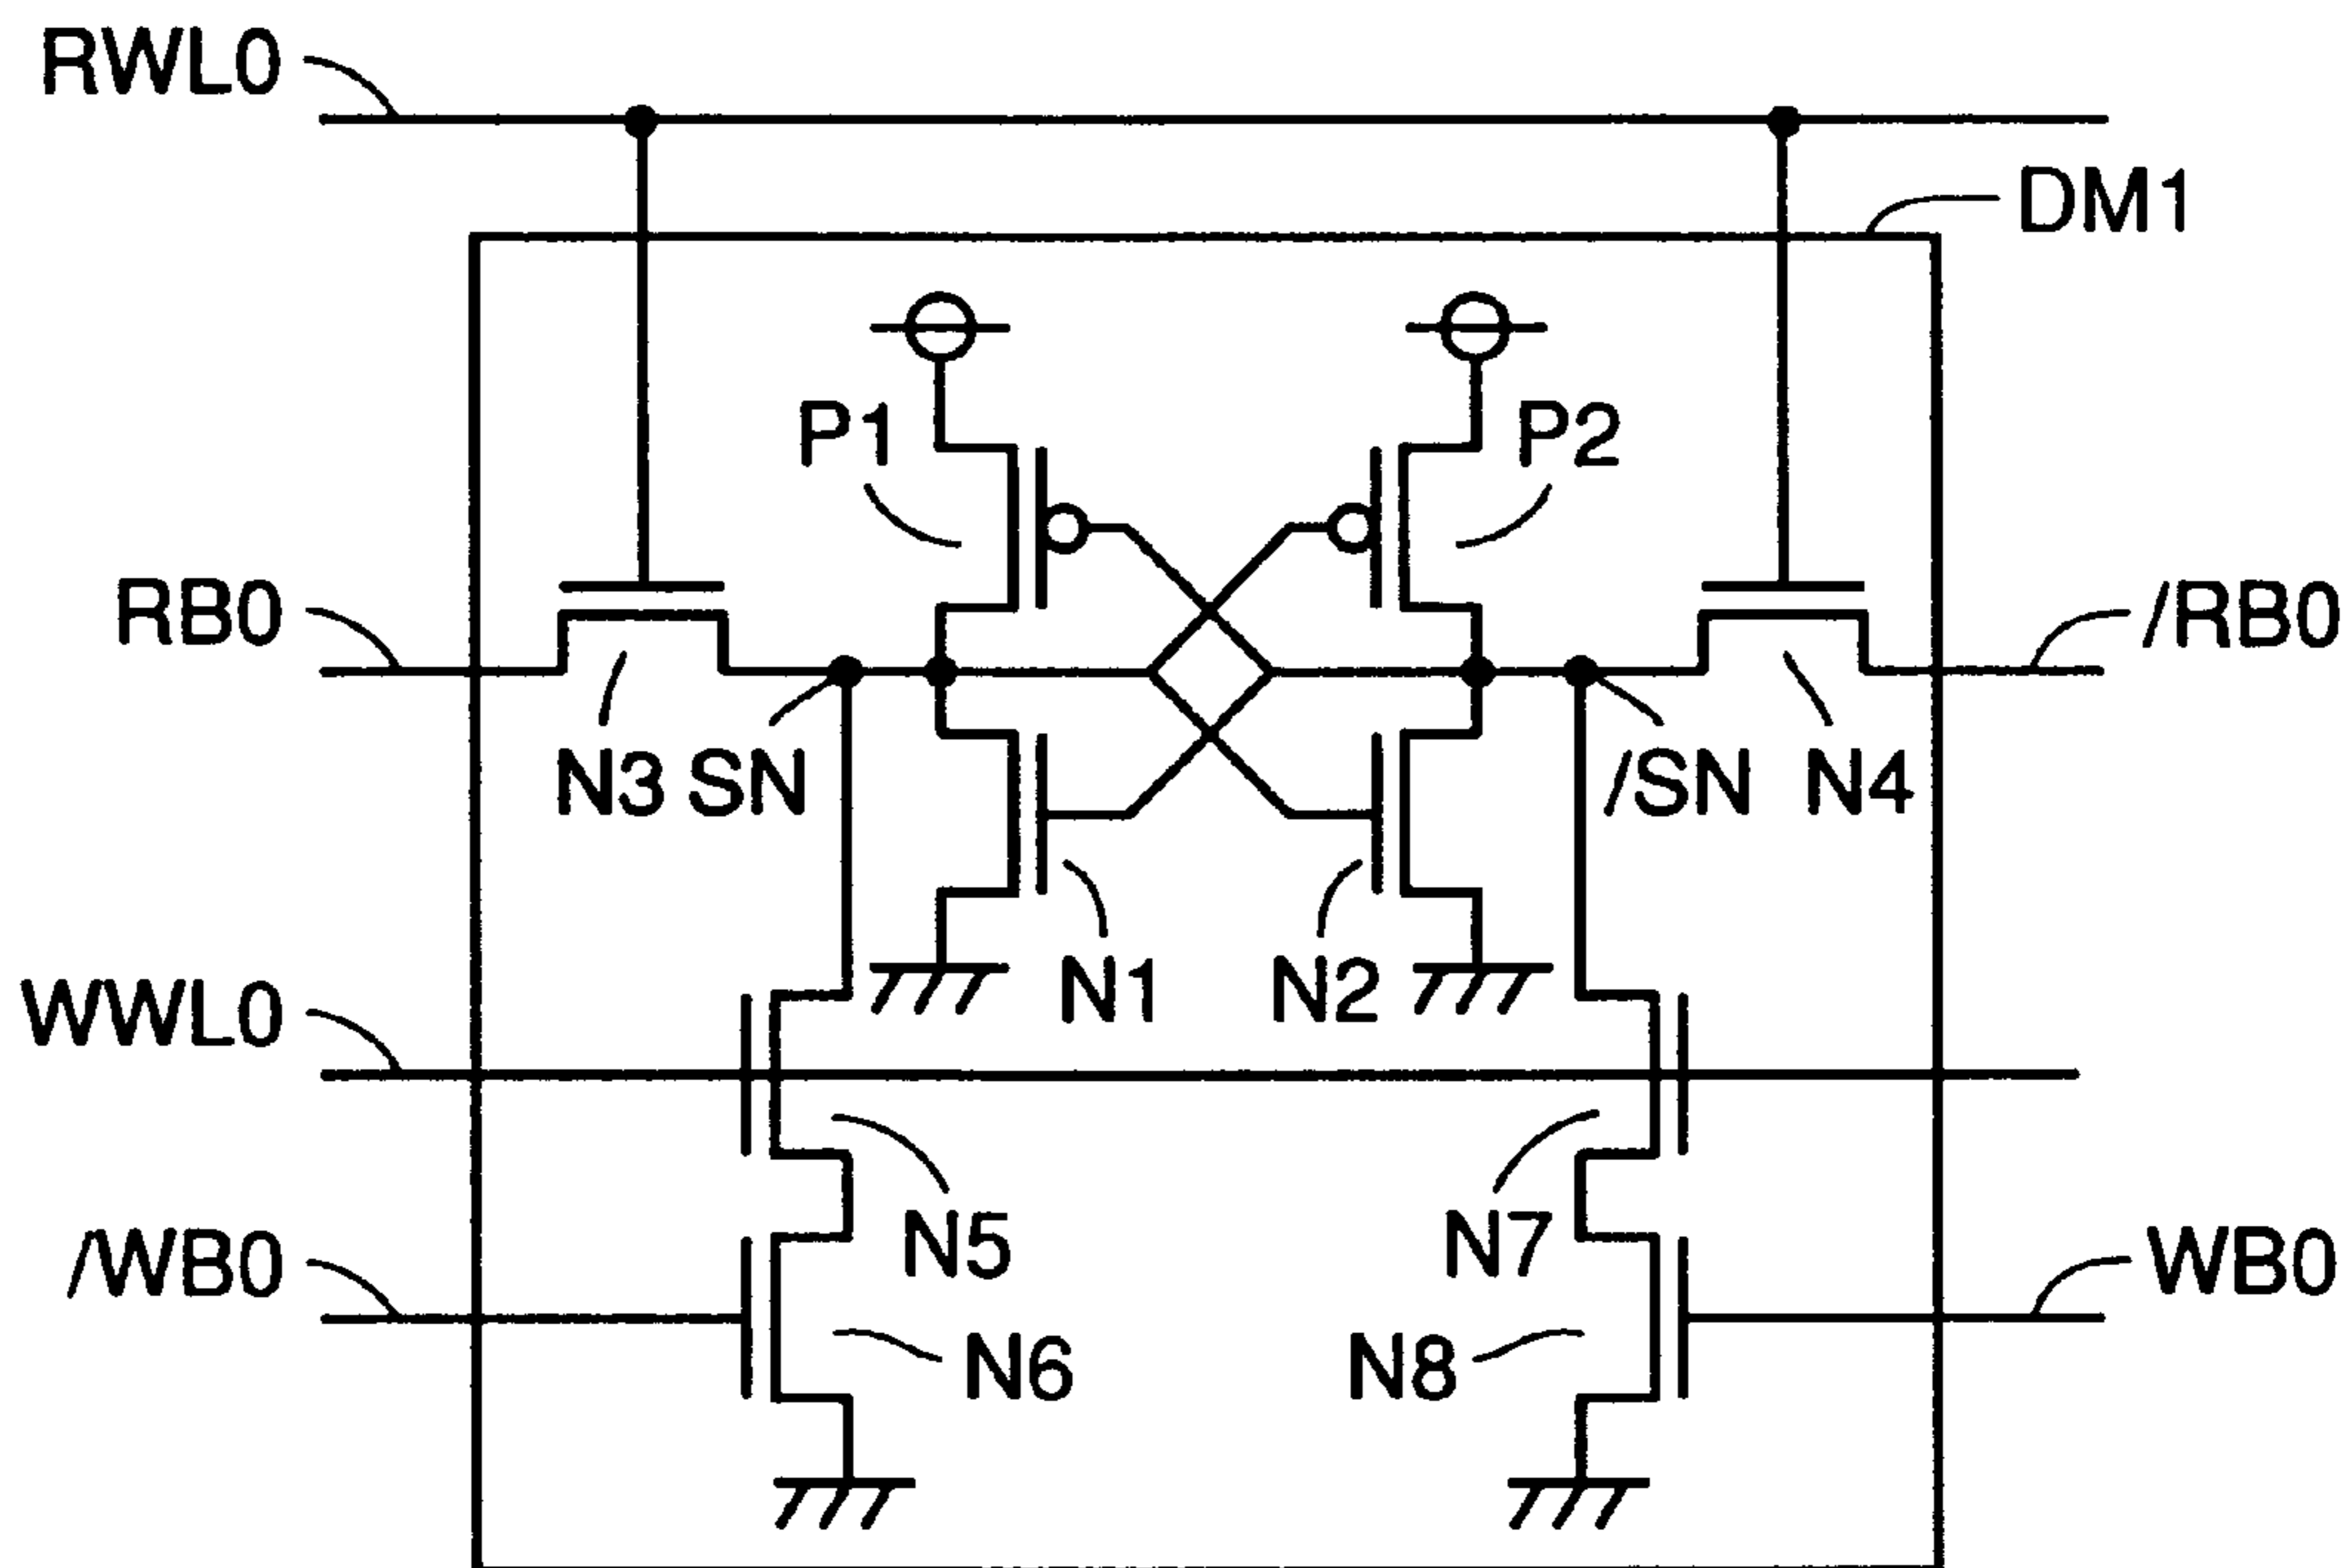 RWL0
DM1
P1 P2
RB0 /RB0
N3 SN /SN N4
WWL0 N1 N2
/WB0 N5 N7 WB0
N6 N8